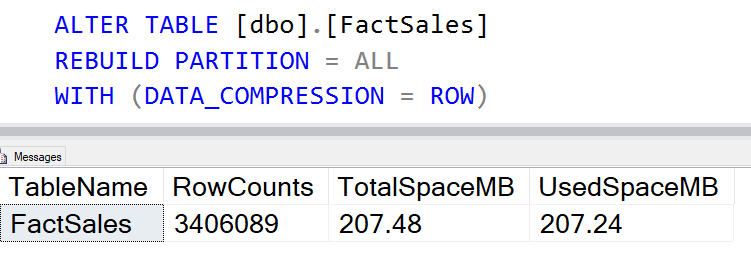 ALTER TABLE [dbo].[FactSales]
REBUILD PARTITION = ALL
WITH (DATA_COMPRESSION = ROW)
Messages
TableName RowCounts TotalSpaceMB UsedSpaceMB
FactSales 3406089 207.48 207.24